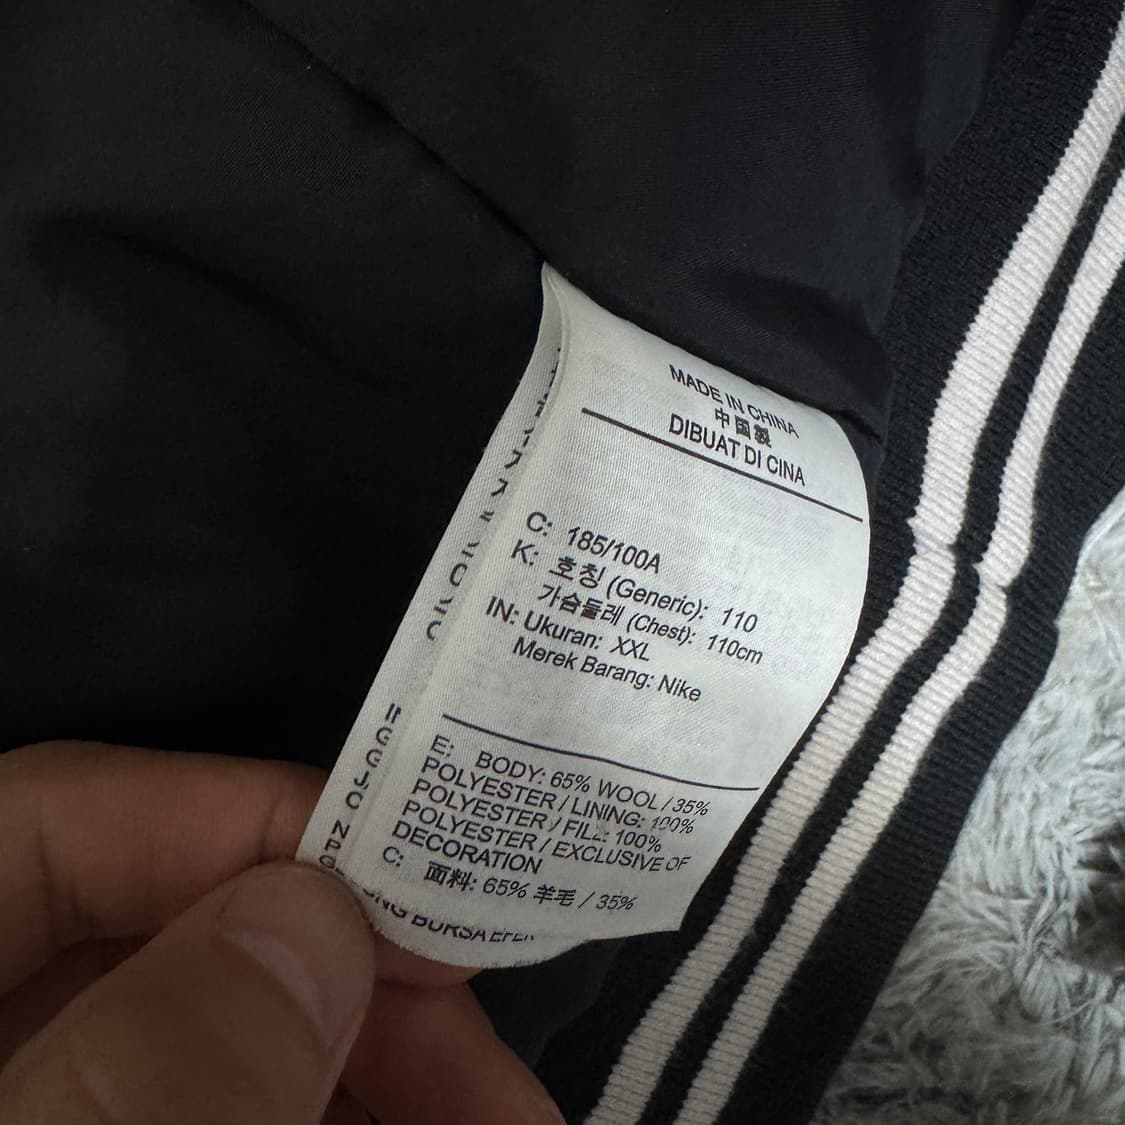 MADE IN CHINA
中国製
DIBUAT DI CINA
C: 185/100A
K: 호칭 (Generic): 110
가슴둘레 (Chest): 110cm
IN: Ukuran: XXL
Merek Barang: Nike
E: BODY: 65% WOOL / 35%
POLYESTER / LINING: 100%
POLYESTER / FILL: 100%
POLYESTER / EXCLUSIVE OF
DECORATION
C: 面料: 65% 羊毛 / 35%
BURSA EFEK